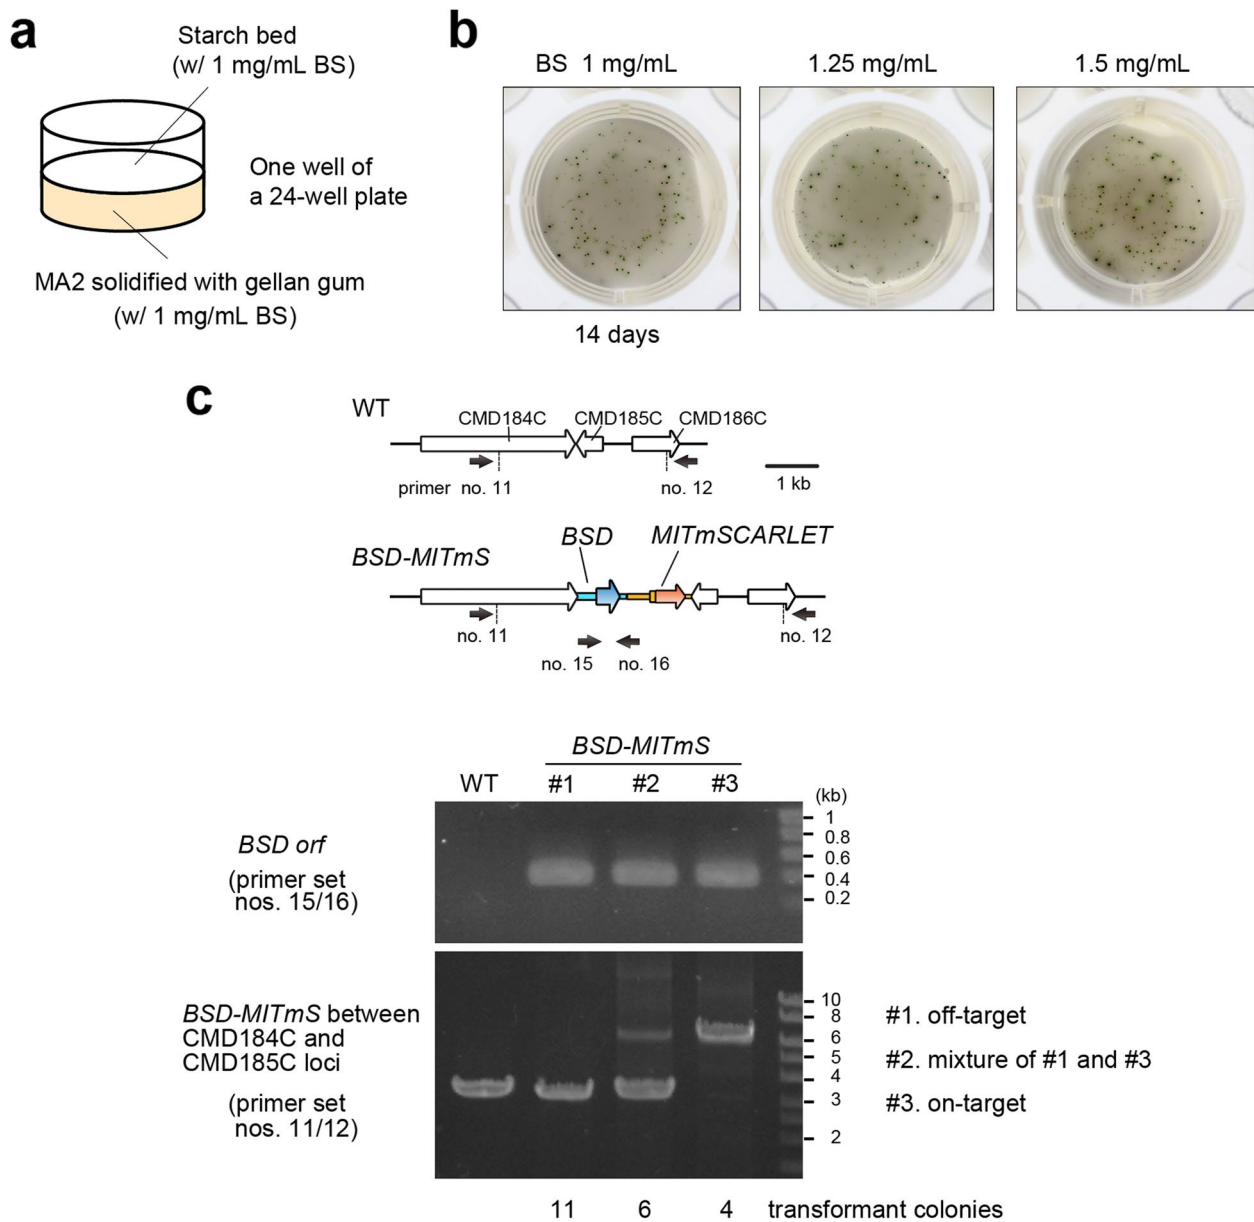 a
Starch bed
(w/ 1 mg/mL BS)
One well of
a 24-well plate
MA2 solidified with gellan gum
(w/ 1 mg/mL BS)
b
BS 1 mg/mL
1.25 mg/mL
1.5 mg/mL
14 days
c
WT
CMD184C
CMD185C
CMD186C
primer no. 11
no. 12
1 kb
BSD-MITmS
BSD
MITmSCARLET
no. 11
no. 12
no. 15
no. 16
BSD-MITmS
WT
#1
#2
#3
(kb)
BSD orf
(primer set
nos. 15/16)
1
0.8
0.6
0.4
0.2
BSD-MITmS between
CMD184C and
CMD185C loci
(primer set
nos. 11/12)
10
8
6
5
4
3
2
#1. off-target
#2. mixture of #1 and #3
#3. on-target
11
6
4
transformant colonies